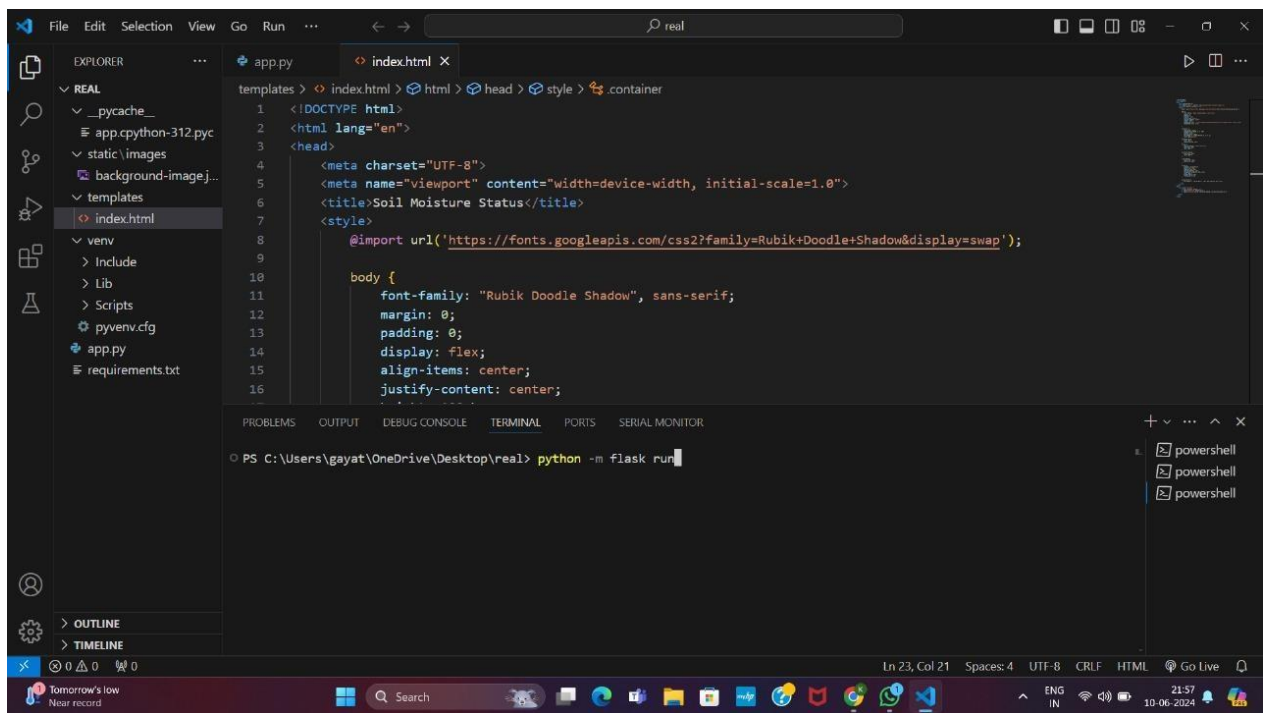 File Edit Selection View Go Run ··· real
EXPLORER ···
REAL
__pycache__
app.cpython-312.pyc
static\images
background-image.j...
templates
index.html
venv
Include
Lib
Scripts
pyvenv.cfg
app.py
requirements.txt
OUTLINE
TIMELINE
app.py index.html
templates > index.html > html > head > style > .container
1 <!DOCTYPE html>
2 <html lang="en">
3 <head>
4 <meta charset="UTF-8">
5 <meta name="viewport" content="width=device-width, initial-scale=1.0">
6 <title>Soil Moisture Status</title>
7 <style>
8 @import url('https://fonts.googleapis.com/css2?family=Rubik+Doodle+Shadow&display=swap');
9
10 body {
11 font-family: "Rubik Doodle Shadow", sans-serif;
12 margin: 0;
13 padding: 0;
14 display: flex;
15 align-items: center;
16 justify-content: center;
PROBLEMS OUTPUT DEBUG CONSOLE TERMINAL PORTS SERIAL MONITOR
PS C:\Users\gayat\OneDrive\Desktop\real> python -m flask run
powershell
powershell
powershell
0 0 0 Ln 23, Col 21 Spaces: 4 UTF-8 CRLF HTML Go Live
1 Tomorrow's low
Near record
Search
ENG
IN
21:57
10-06-2024